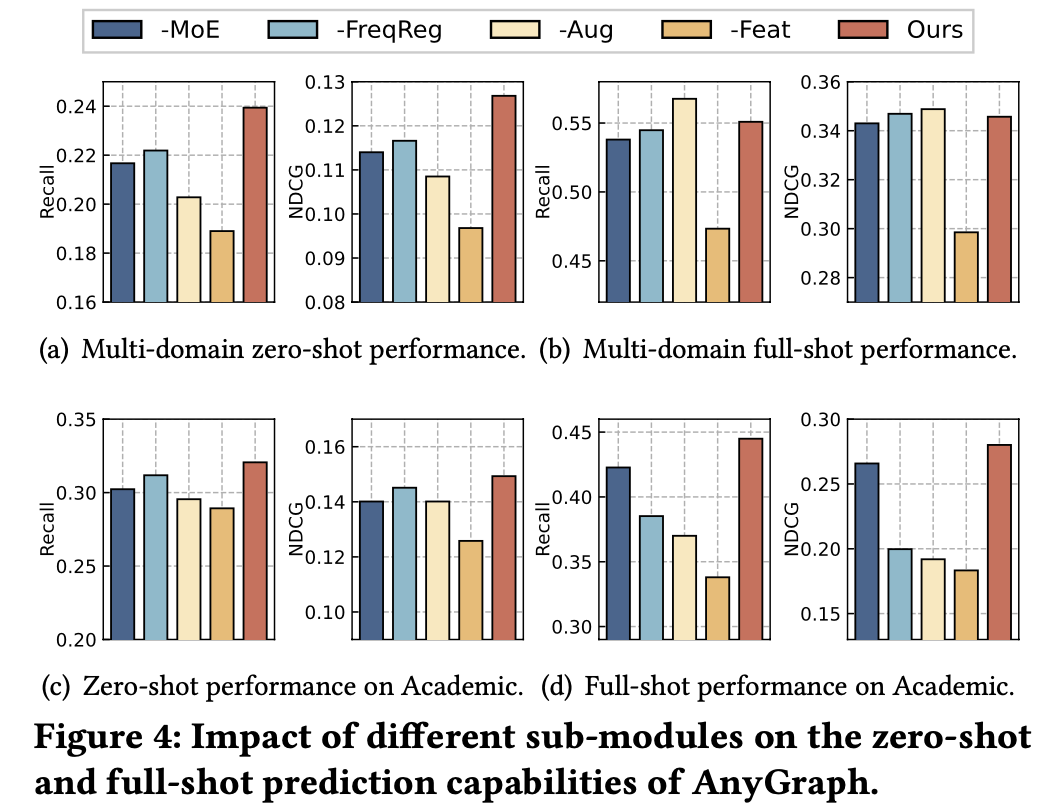 -MoE -FreqReg -Aug -Feat Ours
Recall
0.24
0.22
0.20
0.18
0.16
NDCG
0.13
0.12
0.11
0.10
0.09
0.08
Recall
0.55
0.50
0.45
NDCG
0.36
0.34
0.32
0.30
0.28
(a) Multi-domain zero-shot performance.
(b) Multi-domain full-shot performance.
Recall
0.35
0.30
0.25
0.20
NDCG
0.16
0.14
0.12
0.10
Recall
0.45
0.40
0.35
0.30
NDCG
0.30
0.25
0.20
0.15
(c) Zero-shot performance on Academic.
(d) Full-shot performance on Academic.
Figure 4: Impact of different sub-modules on the zero-shot
and full-shot prediction capabilities of AnyGraph.